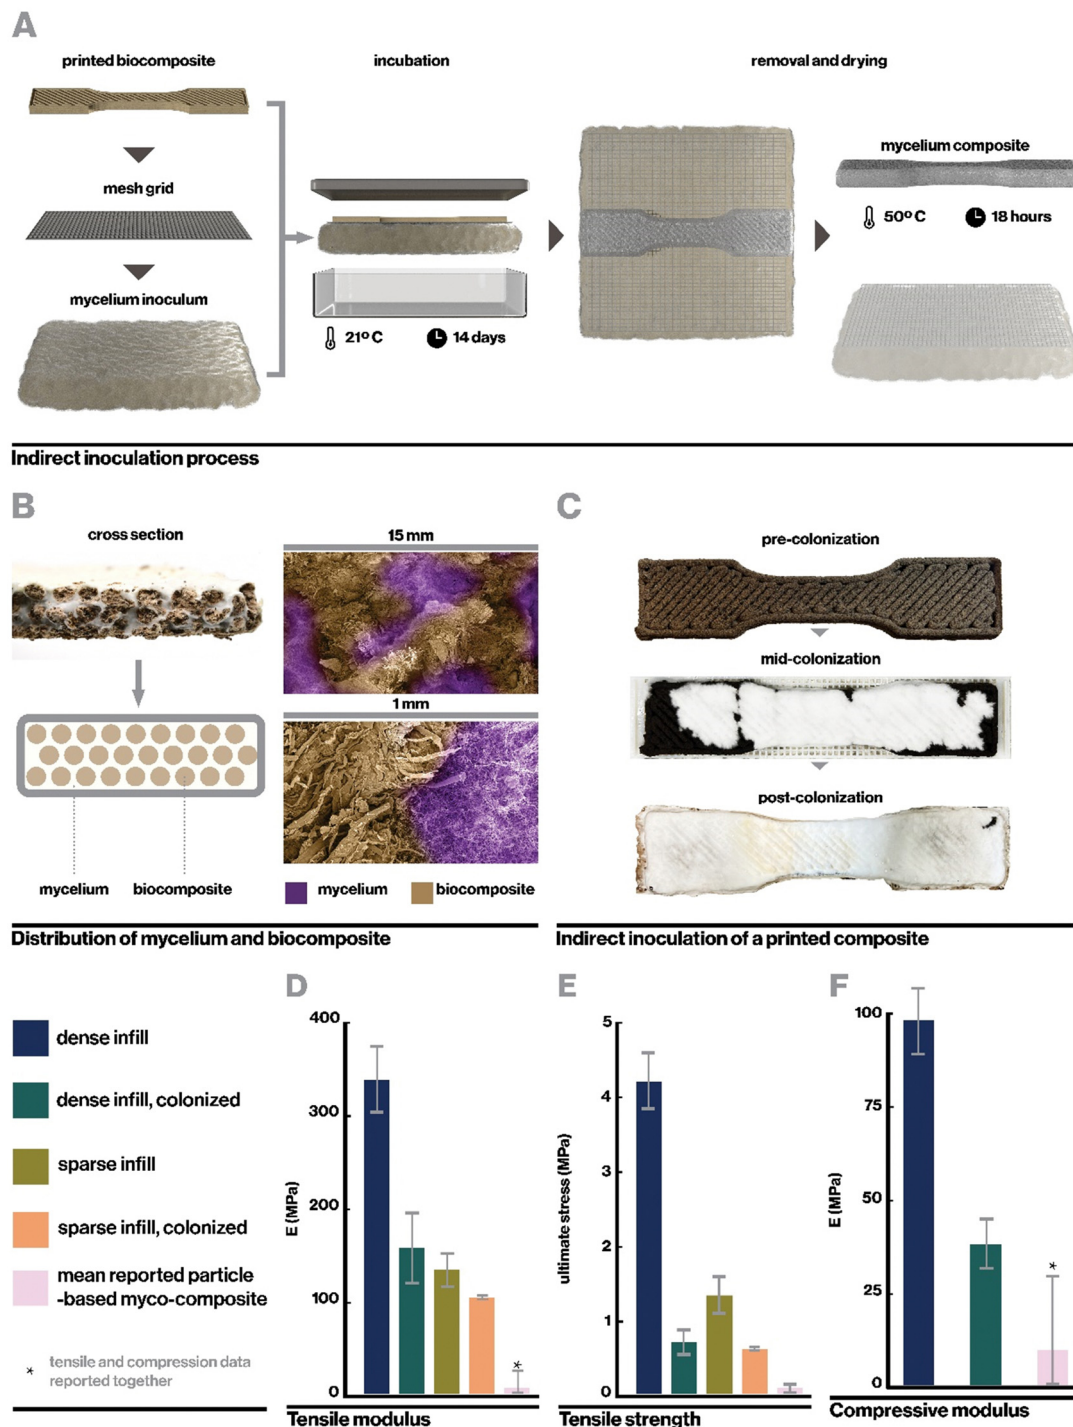 A
printed biocomposite
incubation
removal and drying
mesh grid
mycelium composite
50º C
18 hours
mycelium inoculum
21º C
14 days
Indirect inoculation process
B
C
cross section
15 mm
pre-colonization
mid-colonization
1 mm
post-colonization
mycelium
biocomposite
mycelium
biocomposite
Distribution of mycelium and biocomposite
Indirect inoculation of a printed composite
dense infill
dense infill, colonized
sparse infill
sparse infill, colonized
mean reported particle
-based myco-composite
* tensile and compression data
reported together
D
400
300
200
100
0
E (MPa)
*
Tensile modulus
E
5
4
3
2
1
0
ultimate stress (MPa)
Tensile strength
F
100
75
50
25
0
E (MPa)
*
Compressive modulus